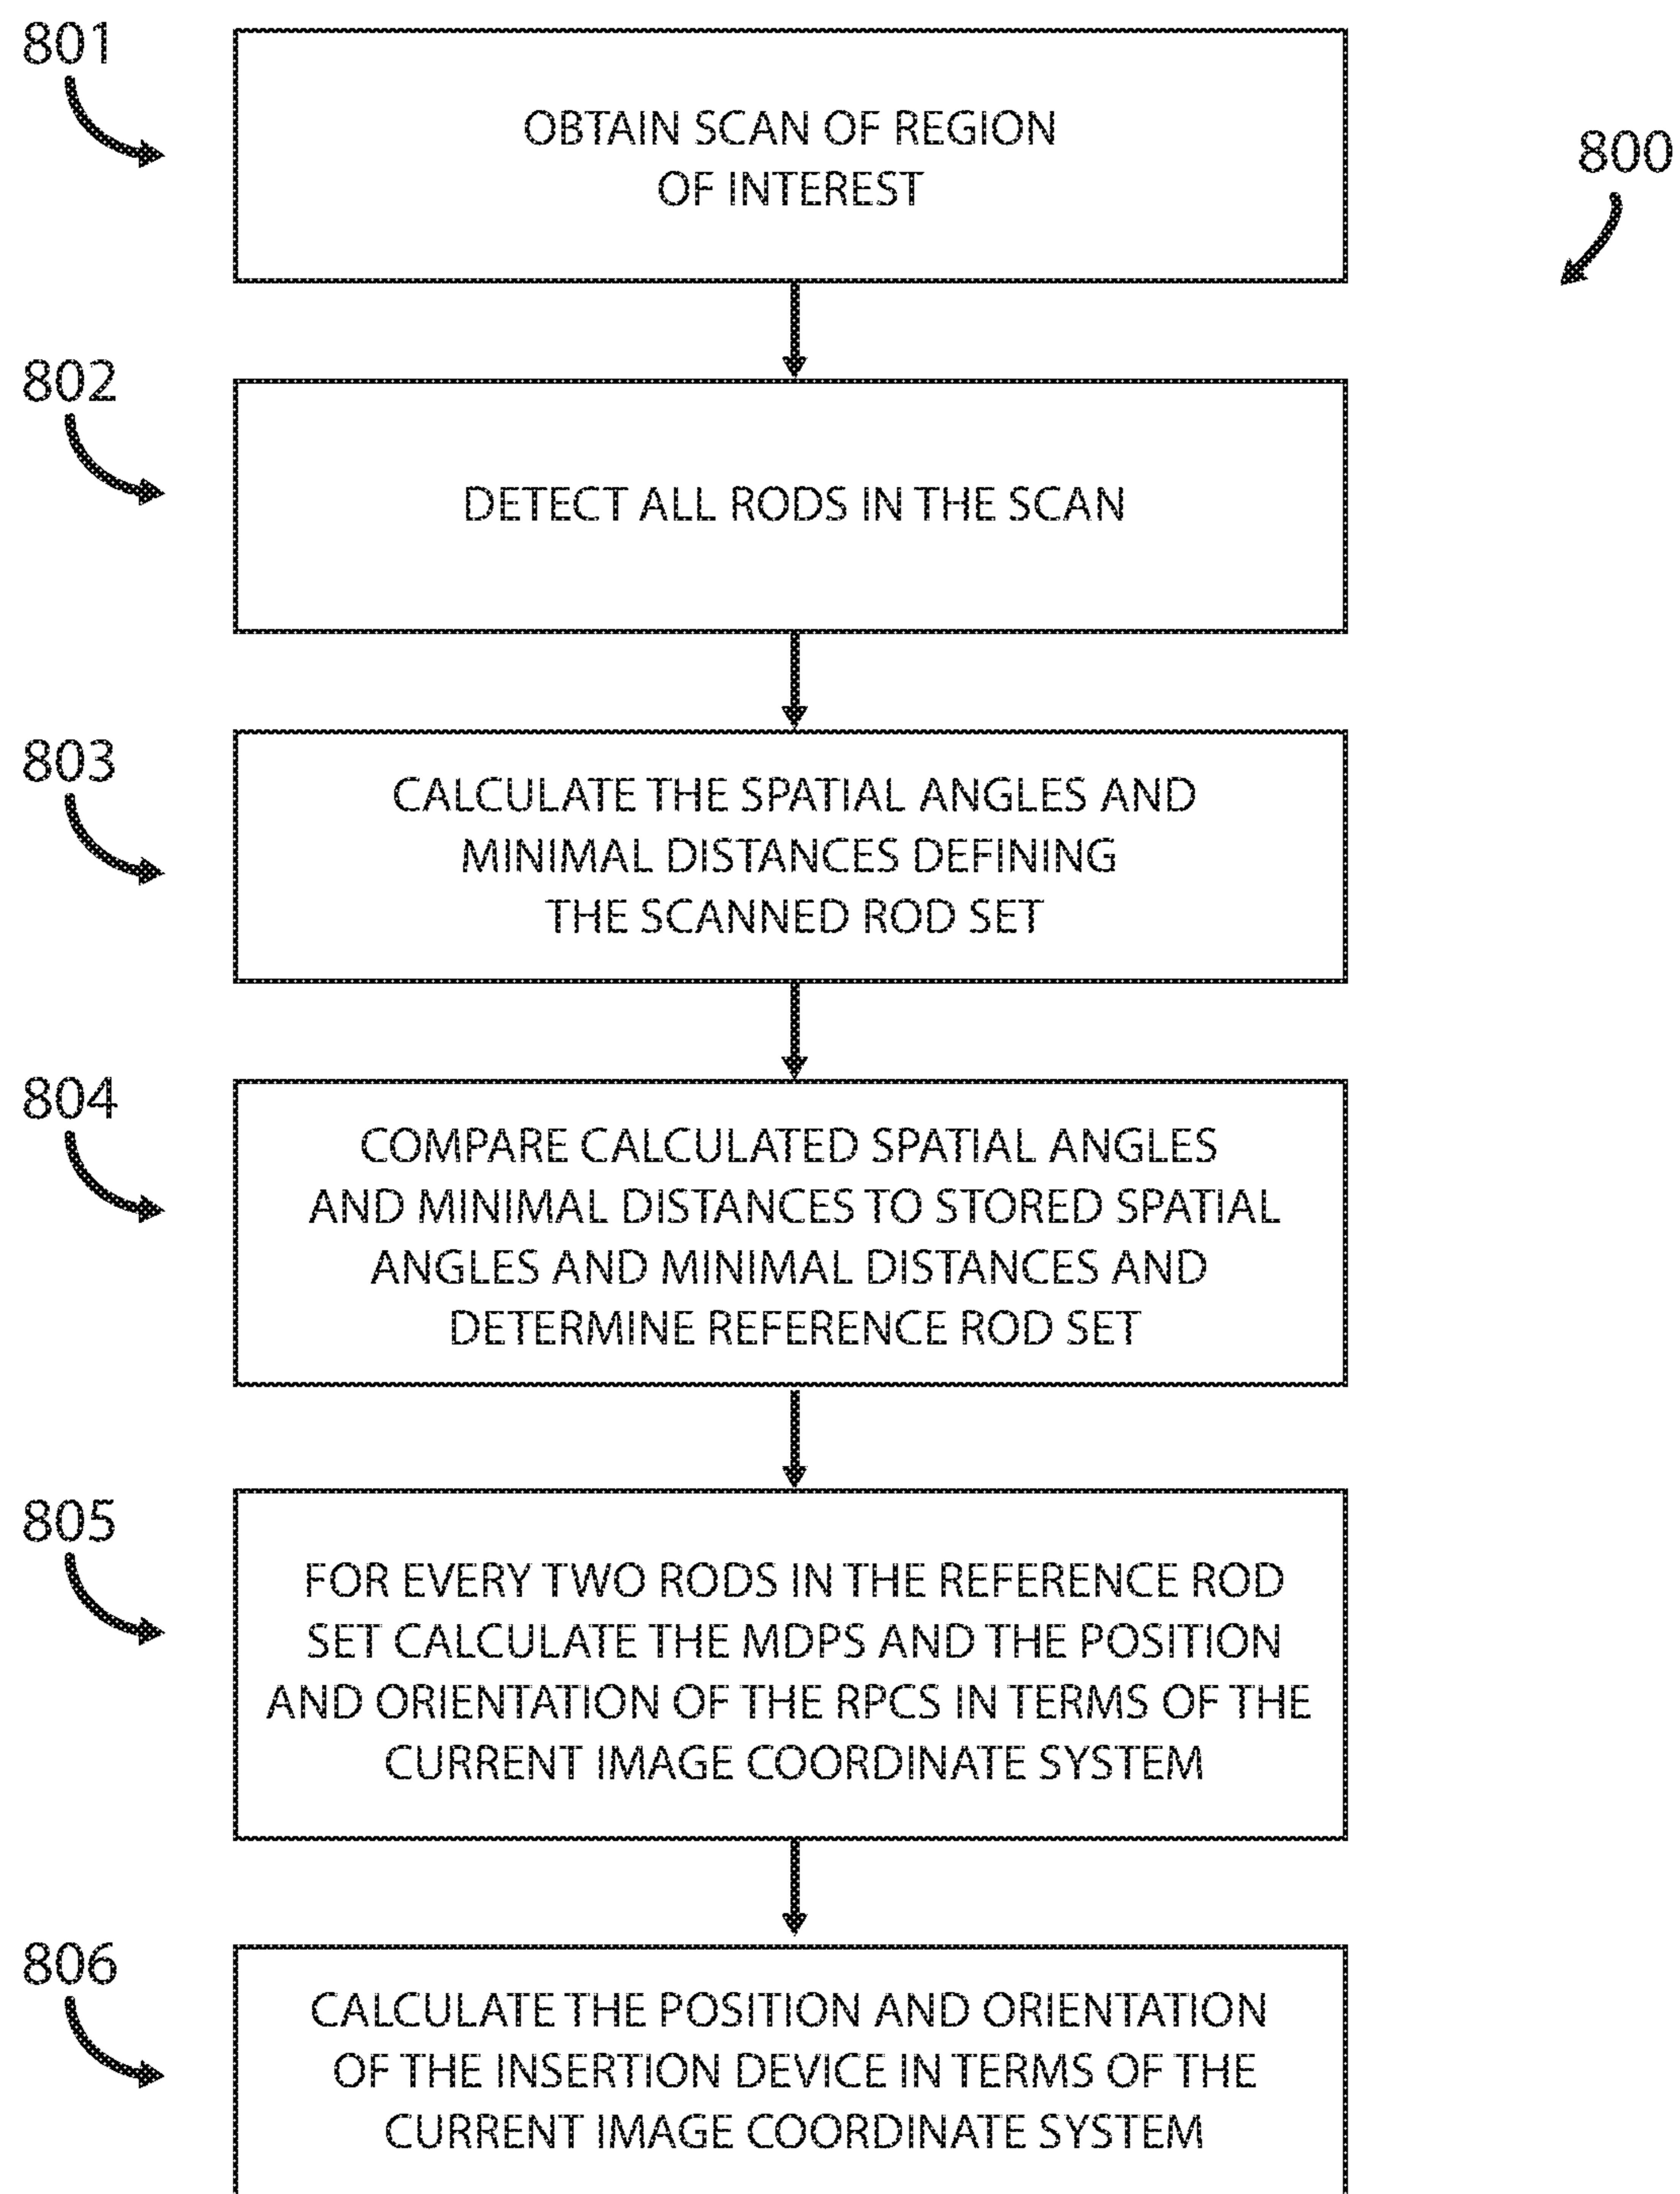 801
OBTAIN SCAN OF REGION
OF INTEREST
800
802
DETECT ALL RODS IN THE SCAN
803
CALCULATE THE SPATIAL ANGLES AND
MINIMAL DISTANCES DEFINING
THE SCANNED ROD SET
804
COMPARE CALCULATED SPATIAL ANGLES
AND MINIMAL DISTANCES TO STORED SPATIAL
ANGLES AND MINIMAL DISTANCES AND
DETERMINE REFERENCE ROD SET
805
FOR EVERY TWO RODS IN THE REFERENCE ROD
SET CALCULATE THE MDPS AND THE POSITION
AND ORIENTATION OF THE RPCS IN TERMS OF THE
CURRENT IMAGE COORDINATE SYSTEM
806
CALCULATE THE POSITION AND ORIENTATION
OF THE INSERTION DEVICE IN TERMS OF THE
CURRENT IMAGE COORDINATE SYSTEM